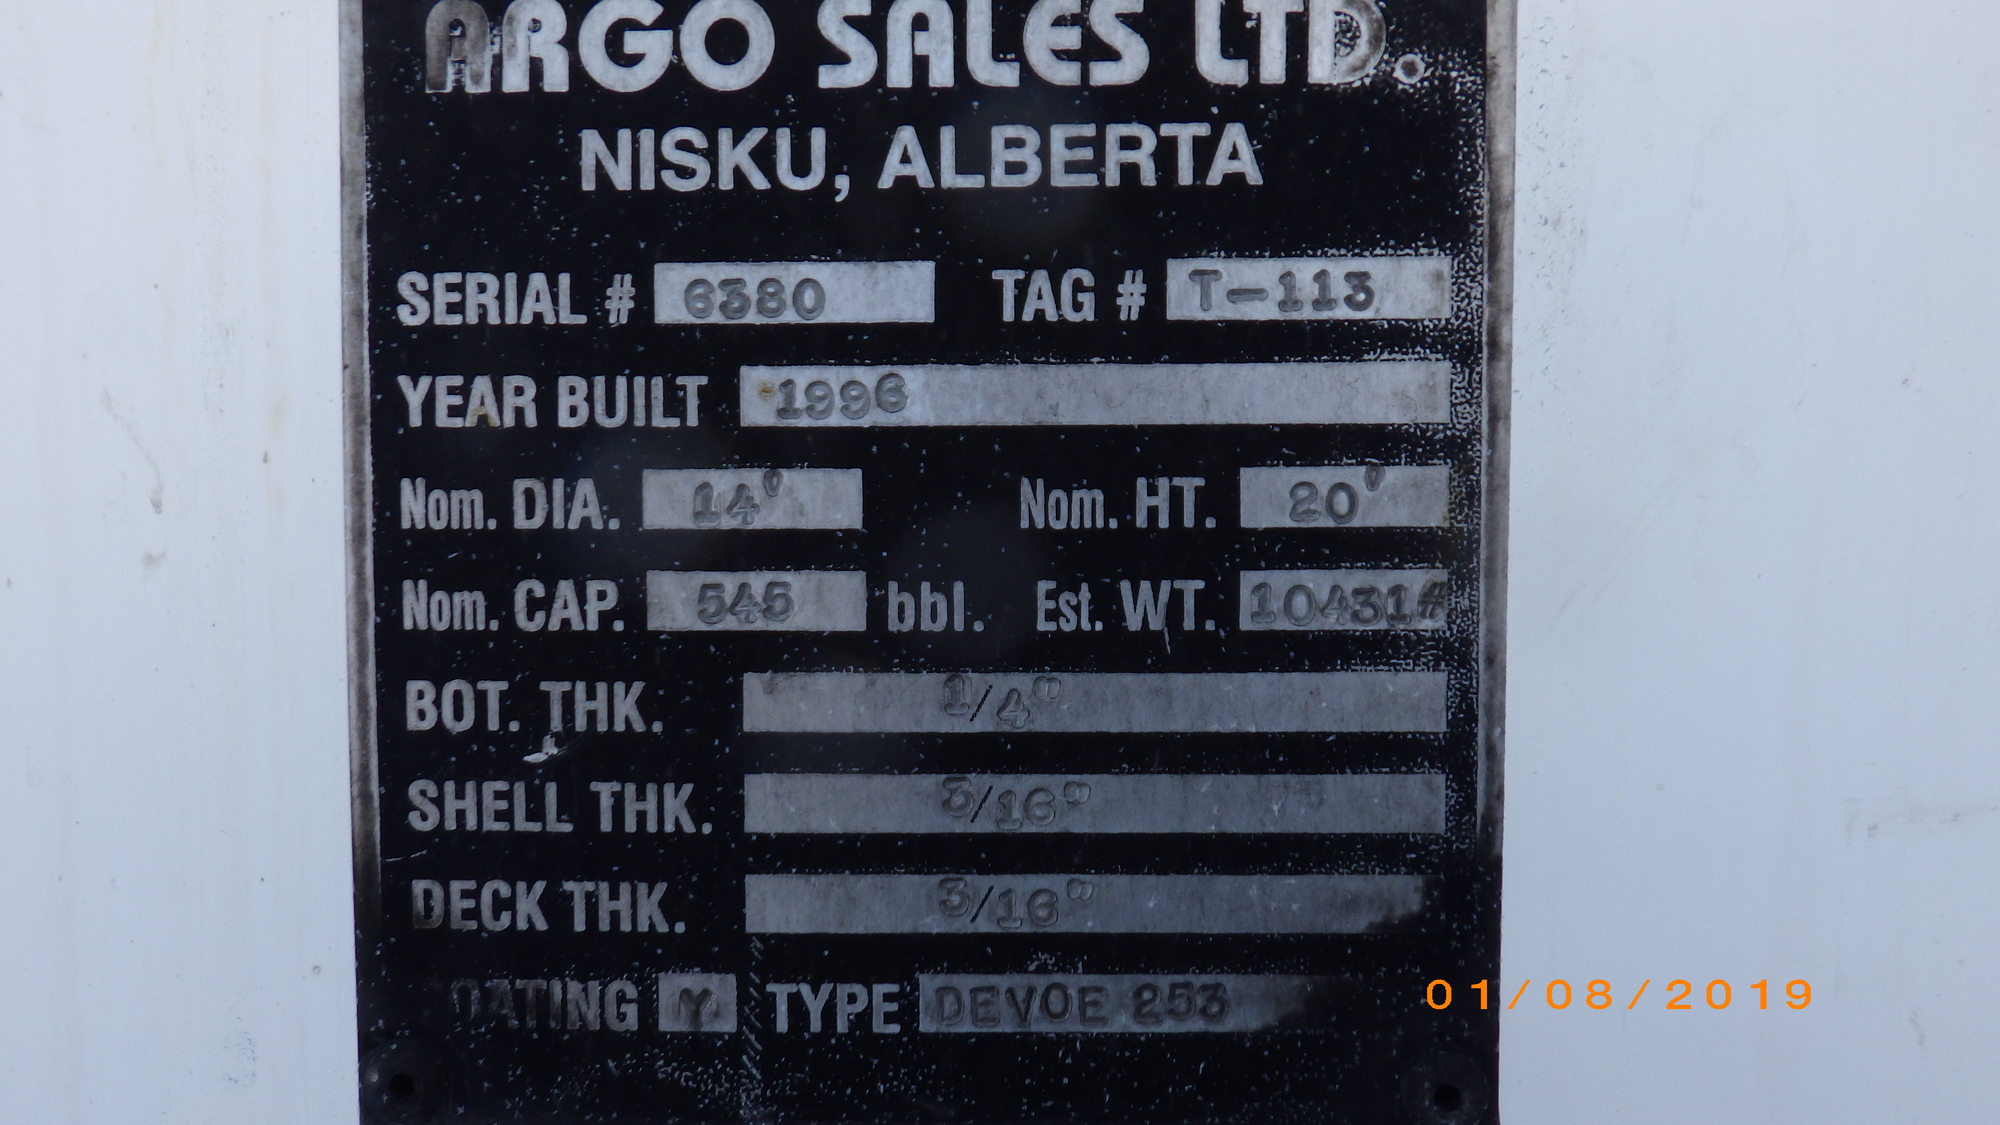 ARGO SALES LTD.
NISKU, ALBERTA
SERIAL # 6380 TAG # T-113
YEAR BUILT 1996
Nom. DIA. 14' Nom. HT. 20'
Nom. CAP. 545 bbl. Est. WT. 10431#
BOT. THK. 1/4"
SHELL THK. 3/16"
DECK THK. 3/16"
OATING Y TYPE DEVOE 253
01/08/2019